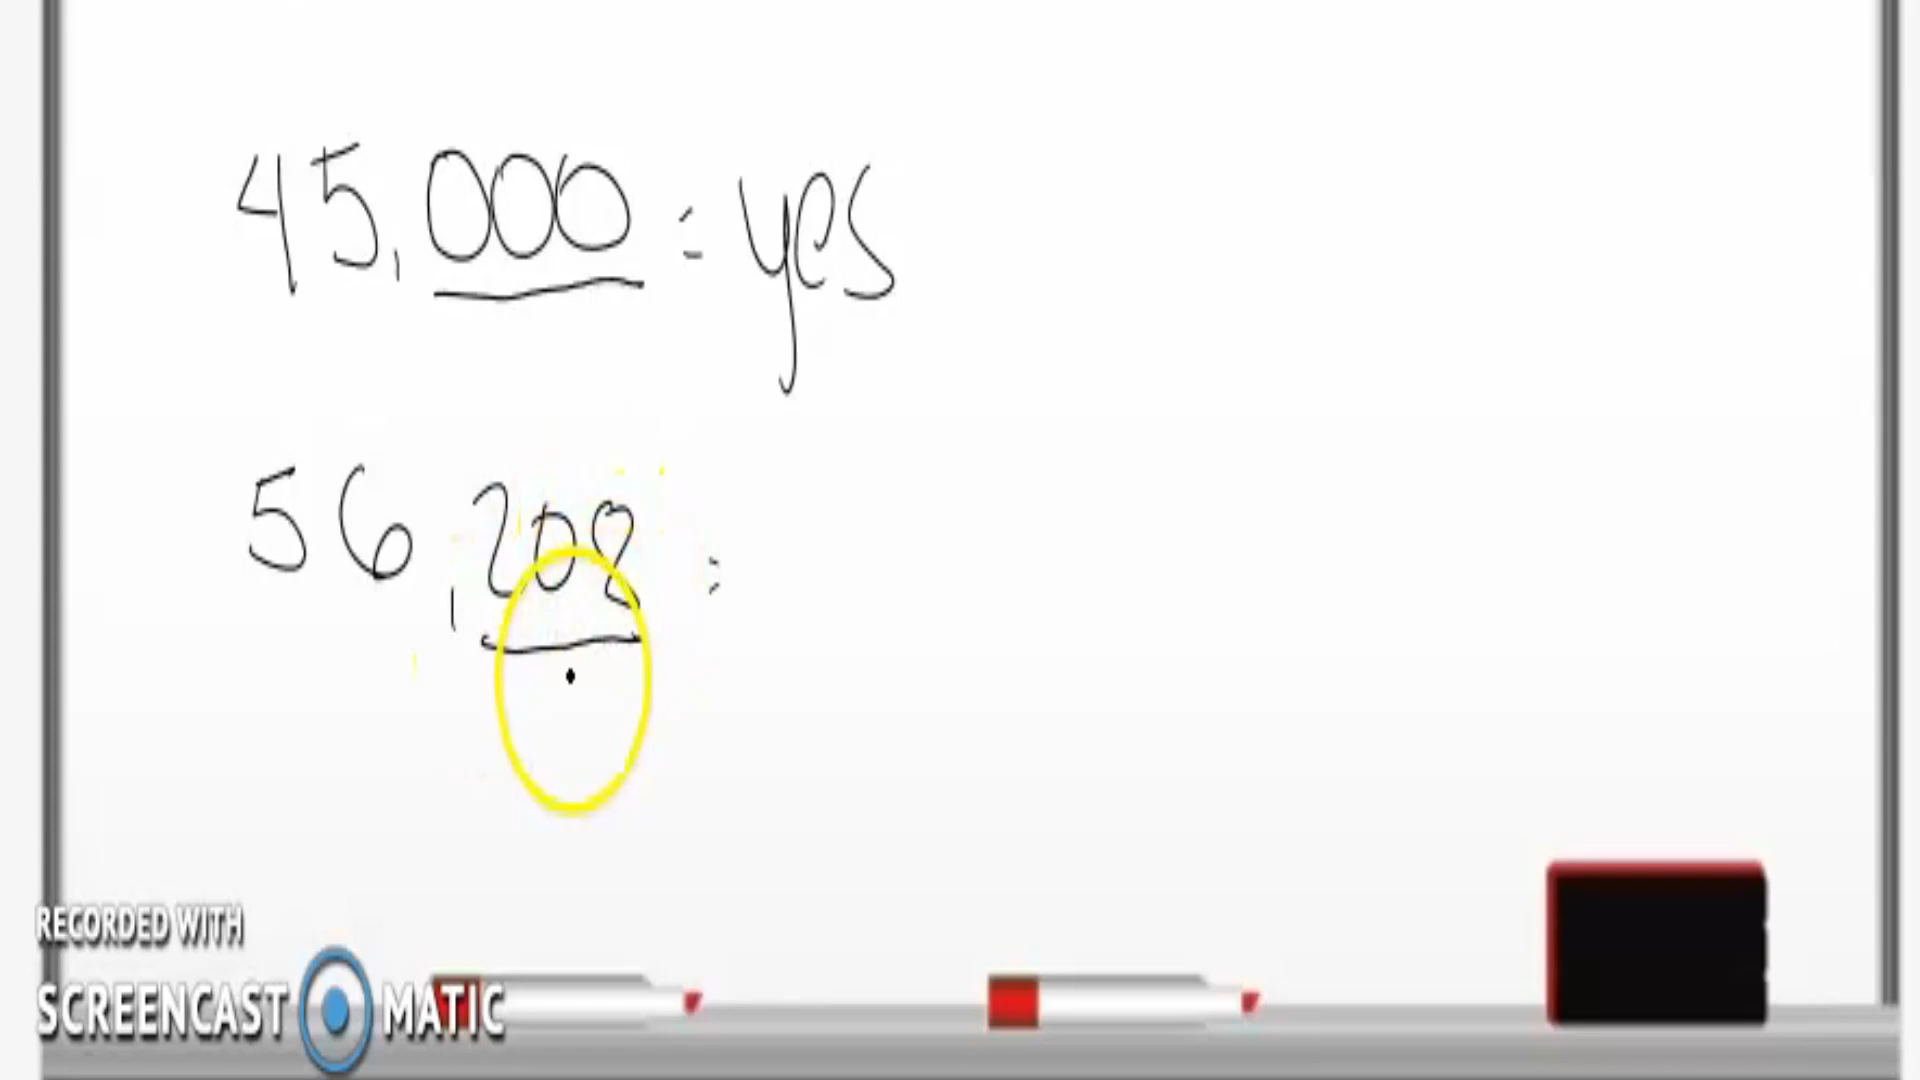 45,000 = yes
56,208 =
RECORDED WITH
SCREENCAST MATIC